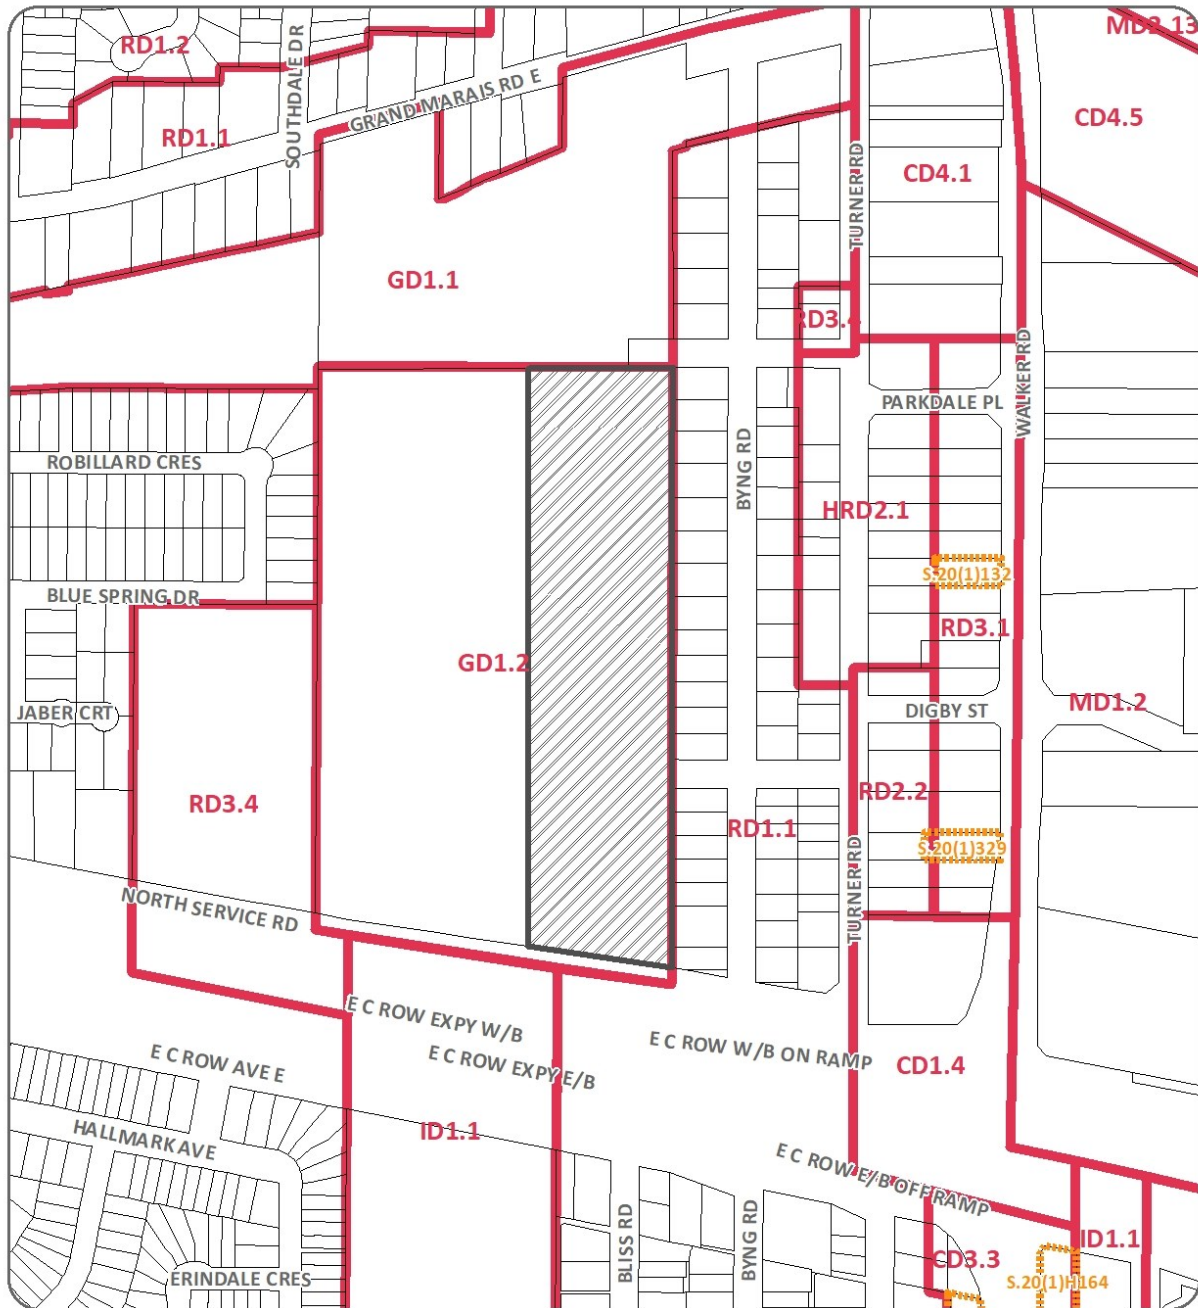 RD1.2
SOUTHDALE DR
MD2.13
GRAND MARAIS RD E
RD1.1
CD4.5
CD4.1
TURNER RD
GD1.1
RD3.4
WALKER RD
PARKDALE PL
ROBILLARD CRES
BYNG RD
HRD2.1
S.20(1)132
BLUE SPRING DR
RD3.1
GD1.2
MD1.2
JABER CRT
DIGBY ST
RD3.4
RD2.2
RD1.1
S.20(1)329
TURNER RD
NORTH SERVICE RD
E C ROW EXPY W/B
E C ROW W/B ON RAMP
E C ROW AVE E
E C ROW EXPY E/B
CD1.4
HALLMARK AVE
ID1.1
E C ROW E/B OFF RAMP
BLISS RD
BYNG RD
ID1.1
CD3.3
ERINDALE CRES
S.20(1)H164